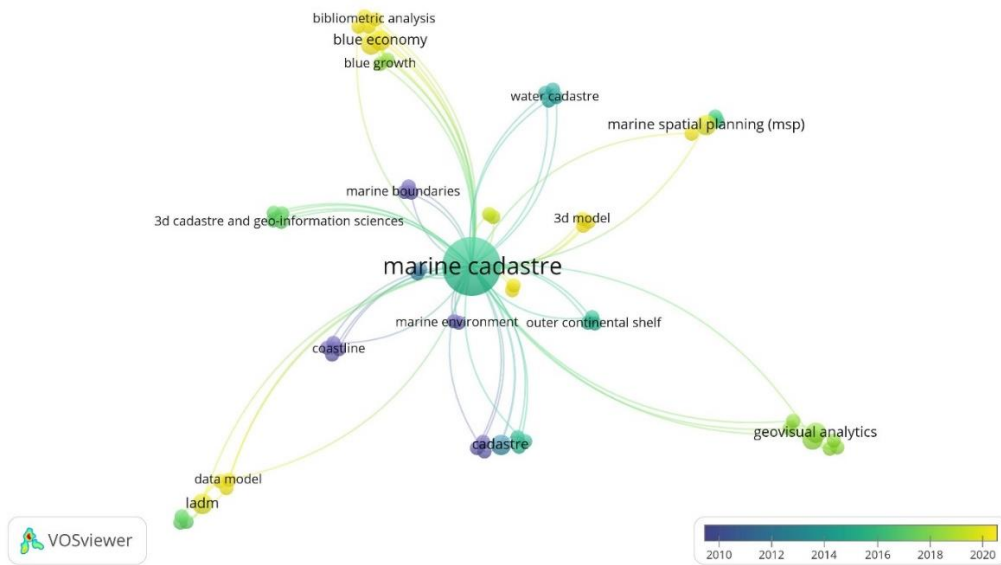 bibliometric analysis
blue economy
blue growth
water cadastre
marine spatial planning (msp)
marine boundaries
3d cadastre and geo-information sciences
3d model
marine cadastre
marine environment
outer continental shelf
coastline
cadastre
geovisual analytics
data model
ladm
VOSviewer
2010 2012 2014 2016 2018 2020